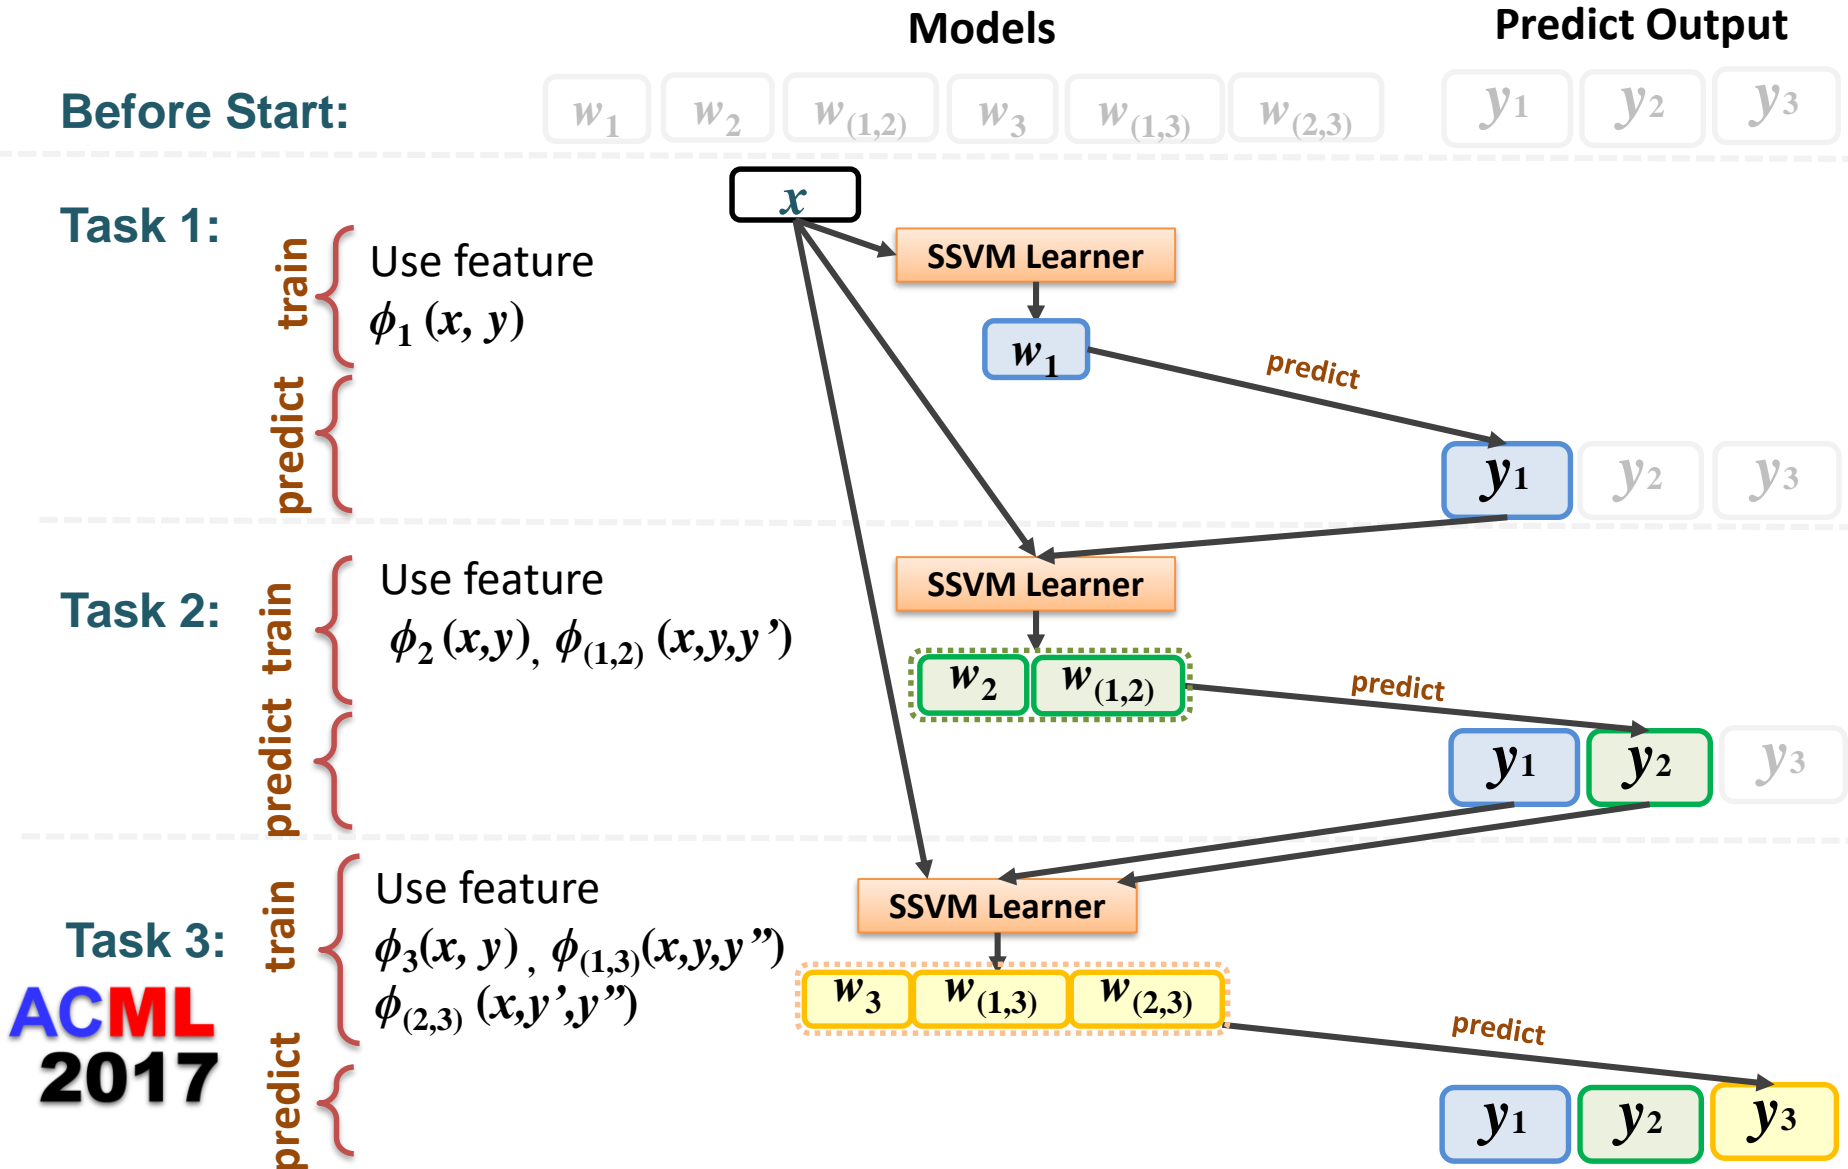 Models Predict Output
Before Start: w1 w2 w(1,2) w3 w(1,3) w(2,3) y1 y2 y3
x
Task 1:
train
Use feature
ϕ1 (x, y)
SSVM Learner
w1
predict
predict
y1 y2 y3
Task 2:
train
Use feature
ϕ2 (x,y), ϕ(1,2) (x,y,y’)
SSVM Learner
w2 w(1,2)
predict
predict
y1 y2 y3
Task 3:
train
Use feature
ϕ3(x, y) , ϕ(1,3)(x,y,y”)
ϕ(2,3) (x,y',y”)
SSVM Learner
w3 w(1,3) w(2,3)
predict
predict
y1 y2 y3
ACML
2017